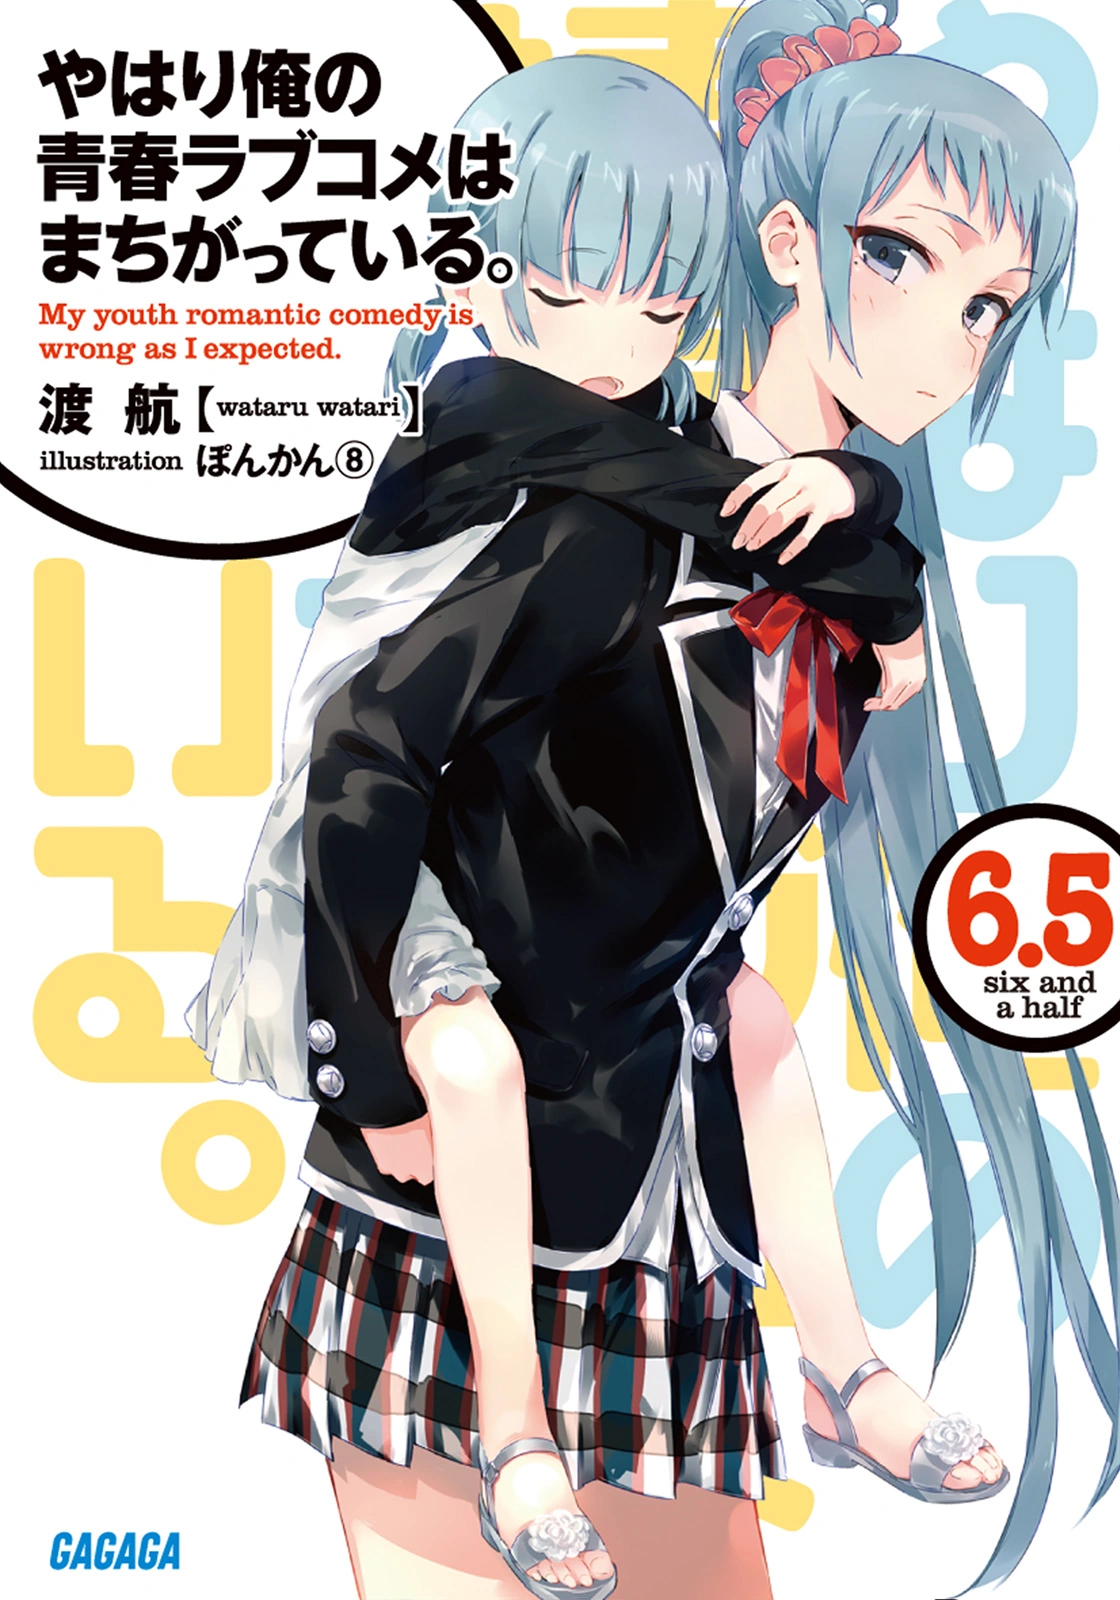 やはり俺の
青春ラブコメは
まちがっている。
My youth romantic comedy is
wrong as I expected.
渡 航【wataru watari】
illustration ぽんかん⑧
6.5
six and
a half
GAGAGA